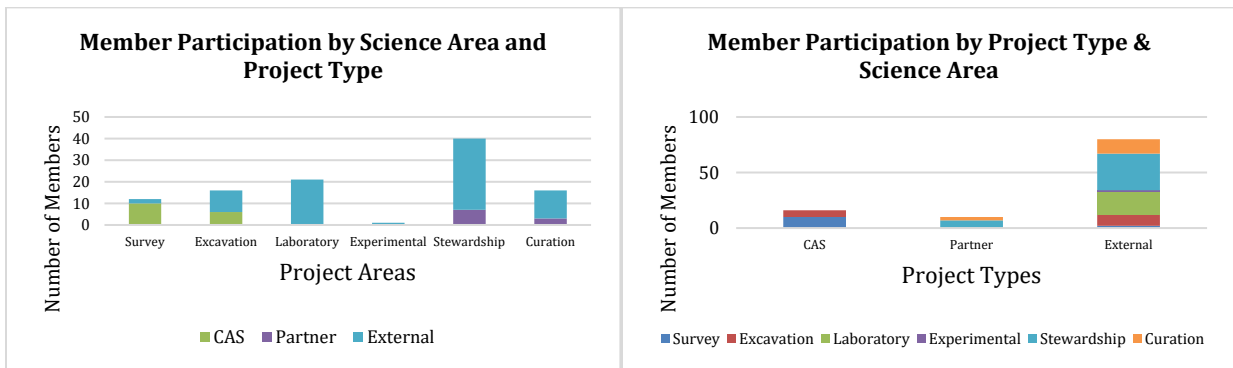 Member Participation by Science Area and
Project Type
50
40
30
20
10
0
Number of Members
Survey Excavation Laboratory Experimental Stewardship Curation
Project Areas
CAS Partner External
Member Participation by Project Type &
Science Area
100
50
0
Number of Members
CAS Partner External
Project Types
Survey Excavation Laboratory Experimental Stewardship Curation